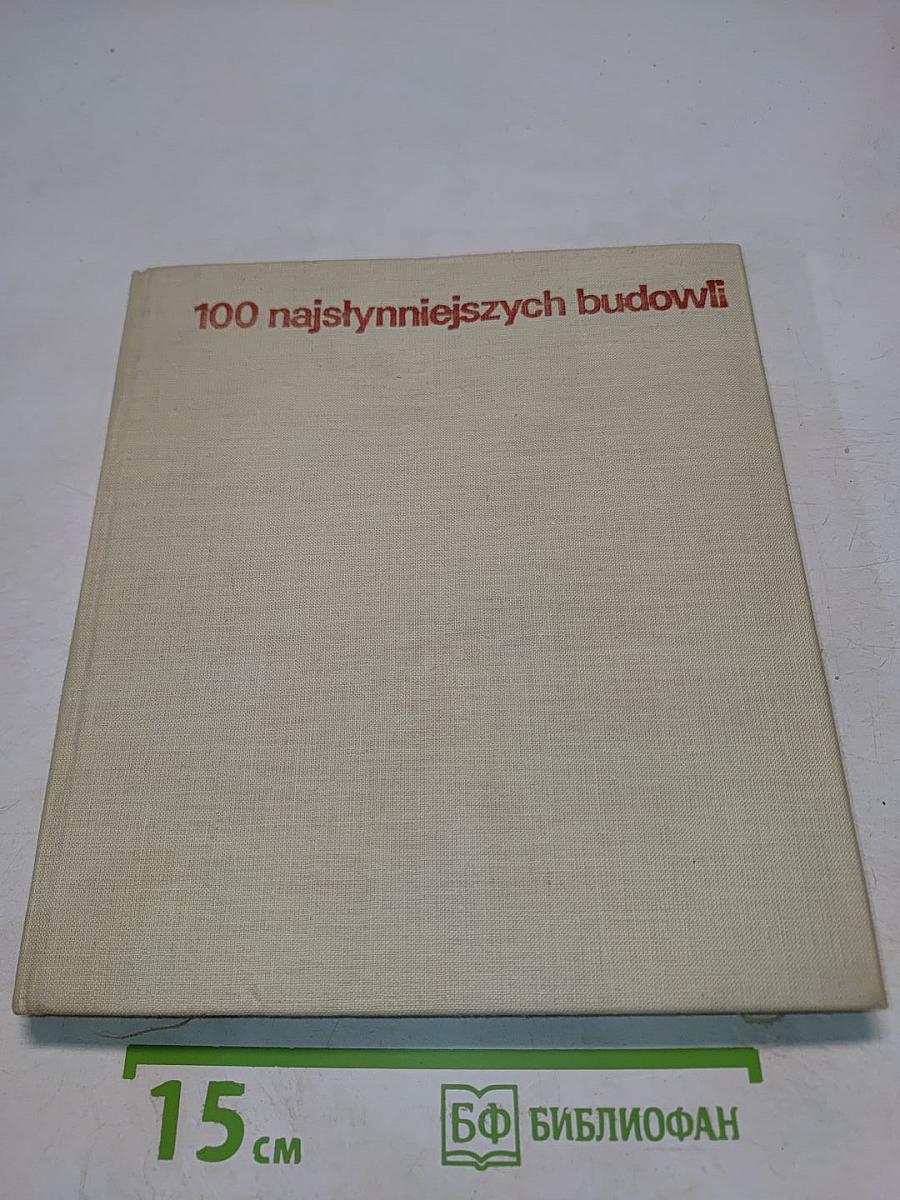 100 najsłynniejszych budowli
15 см
БФ БИБЛИОФАН